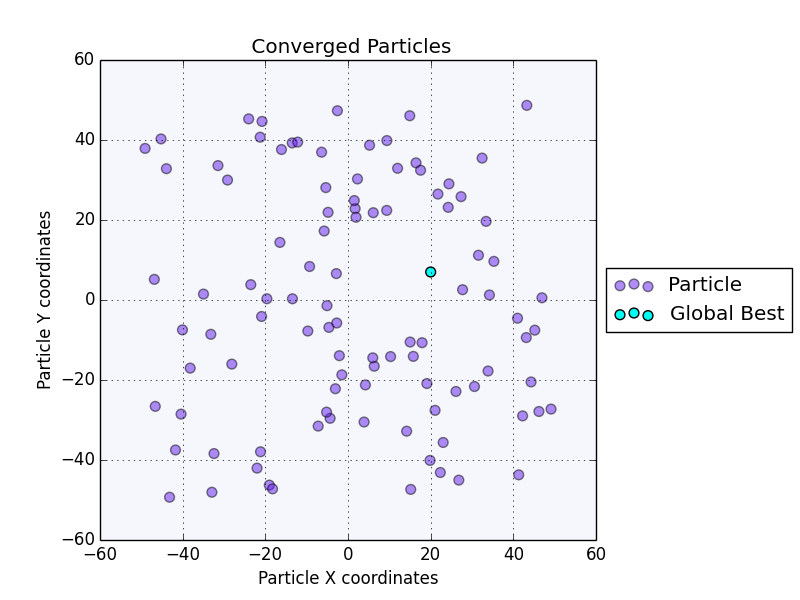 Converged Particles
60
40
20
0
−20
−40
−60
Particle Y coordinates
−60 −40 −20 0 20 40 60
Particle X coordinates
Particle
Global Best